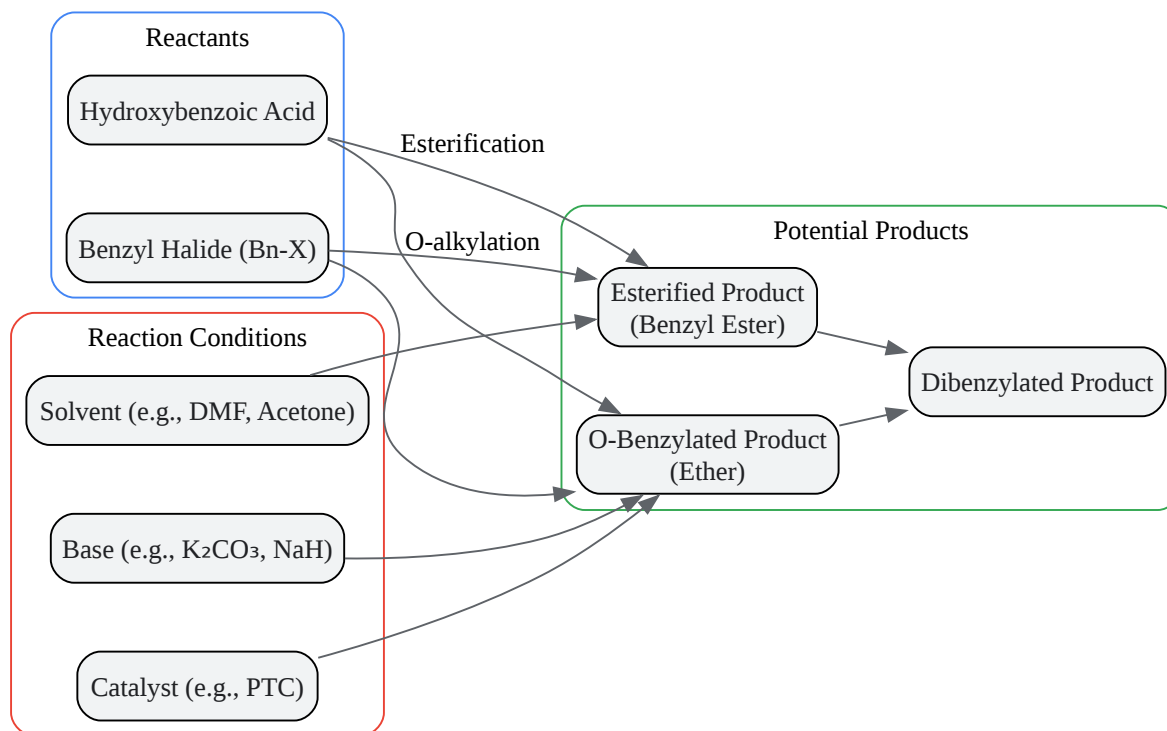 Reactants
Hydroxybenzoic Acid
Benzyl Halide (Bn-X)
Reaction Conditions
Solvent (e.g., DMF, Acetone)
Base (e.g., K₂CO₃, NaH)
Catalyst (e.g., PTC)
Esterification
O-alkylation
Potential Products
Esterified Product
(Benzyl Ester)
O-Benzylated Product
(Ether)
Dibenzylated Product